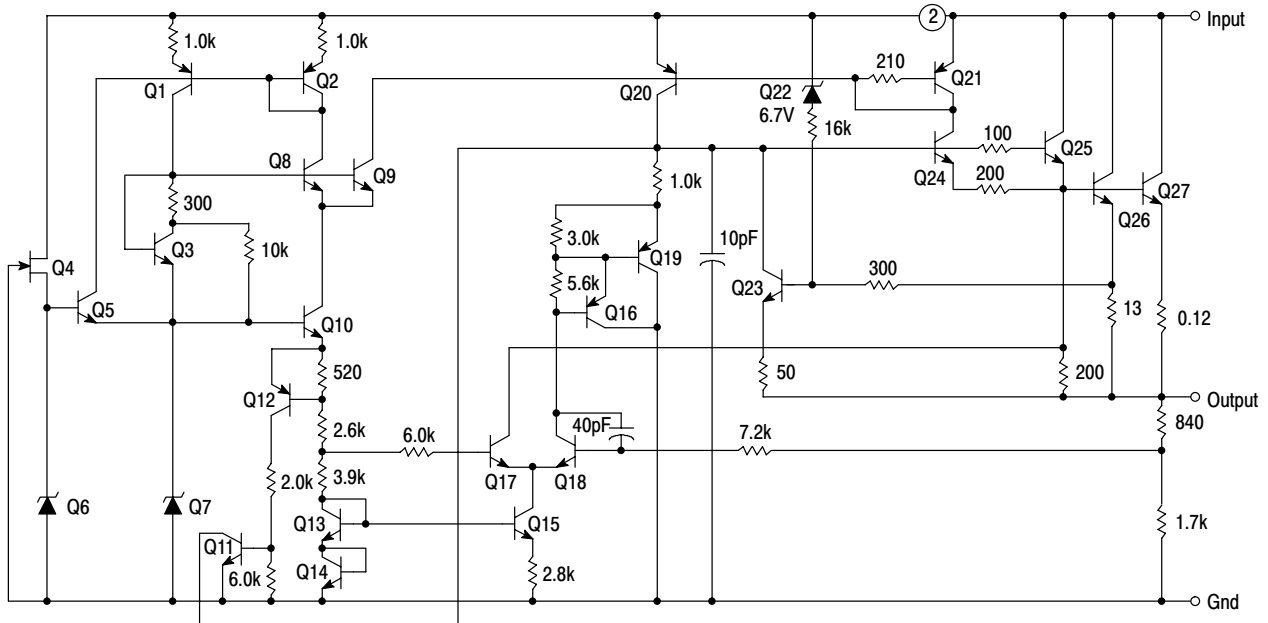 2
Input
1.0k
1.0k
Q1
Q2
Q20
Q22
6.7V
210
Q21
16k
100
Q25
Q8
Q9
Q24
200
Q26
Q27
300
1.0k
Q3
10k
3.0k
Q19
10pF
Q4
5.6k
Q23
300
Q5
Q16
13
0.12
Q10
520
50
200
Q12
Output
2.6k
40pF
840
6.0k
7.2k
Q17
Q18
2.0k
3.9k
Q6
Q7
Q13
Q15
1.7k
Q11
6.0k
Q14
2.8k
Gnd